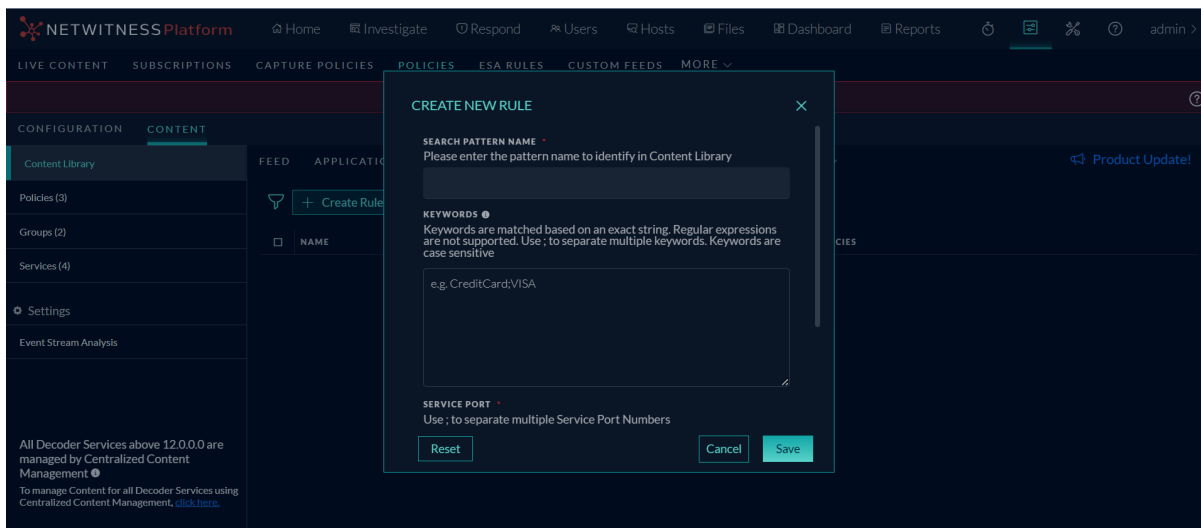 NETWITNESS Platform
Home Investigate Respond Users Hosts Files Dashboard Reports admin >
LIVE CONTENT SUBSCRIPTIONS CAPTURE POLICIES POLICIES ESA RULES CUSTOM FEEDS MORE
CONFIGURATION CONTENT
Content Library
Policies (3)
Groups (2)
Services (4)
Settings
Event Stream Analysis
All Decoder Services above 12.0.0.0 are
managed by Centralized Content
Management
To manage Content for all Decoder Services using
Centralized Content Management, click here.
FEED APPLICATIO
Product Update!
+ Create Rule
NAME
CIES
CREATE NEW RULE
SEARCH PATTERN NAME *
Please enter the pattern name to identify in Content Library
KEYWORDS
Keywords are matched based on an exact string. Regular expressions
are not supported. Use ; to separate multiple keywords. Keywords are
case sensitive
e.g. CreditCard;VISA
SERVICE PORT *
Use ; to separate multiple Service Port Numbers
Reset Cancel Save